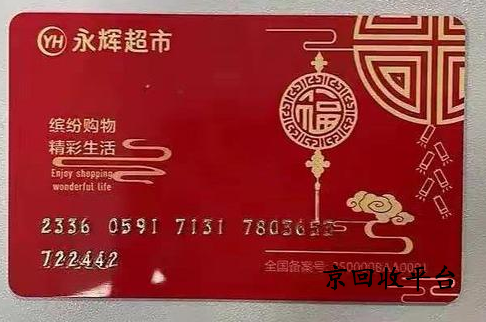 YH 永辉超市
福
缤纷购物
精彩生活
Enjoy shopping
wonderful life
2336 0591 7131 7803653
722442
全国备案号
京回收平台